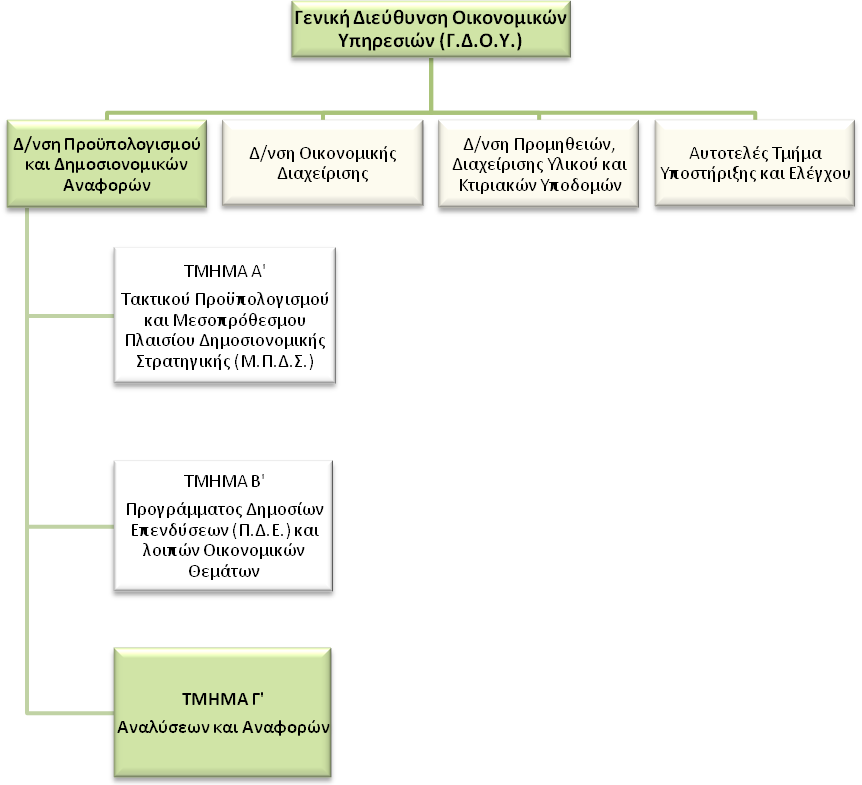 Γενική Διεύθυνση Οικονομικών
Υπηρεσιών (Γ.Δ.Ο.Υ.)
Δ/νση Προϋπολογισμού
και Δημοσιονομικών
Αναφορών
Δ/νση Οικονομικής
Διαχείρισης
Δ/νση Προμηθειών,
Διαχείρισης Υλικού και
Κτιριακών Υποδομών
Αυτοτελές Τμήμα
Υποστήριξης και Ελέγχου
ΤΜΗΜΑ Α'
Τακτικού Προϋπολογισμού
και Μεσοπρόθεσμου
Πλαισίου Δημοσιονομικής
Στρατηγικής (Μ.Π.Δ.Σ.)
ΤΜΗΜΑ Β'
Προγράμματος Δημοσίων
Επενδύσεων (Π.Δ.Ε.) και
λοιπών Οικονομικών
Θεμάτων
ΤΜΗΜΑ Γ'
Αναλύσεων και Αναφορών